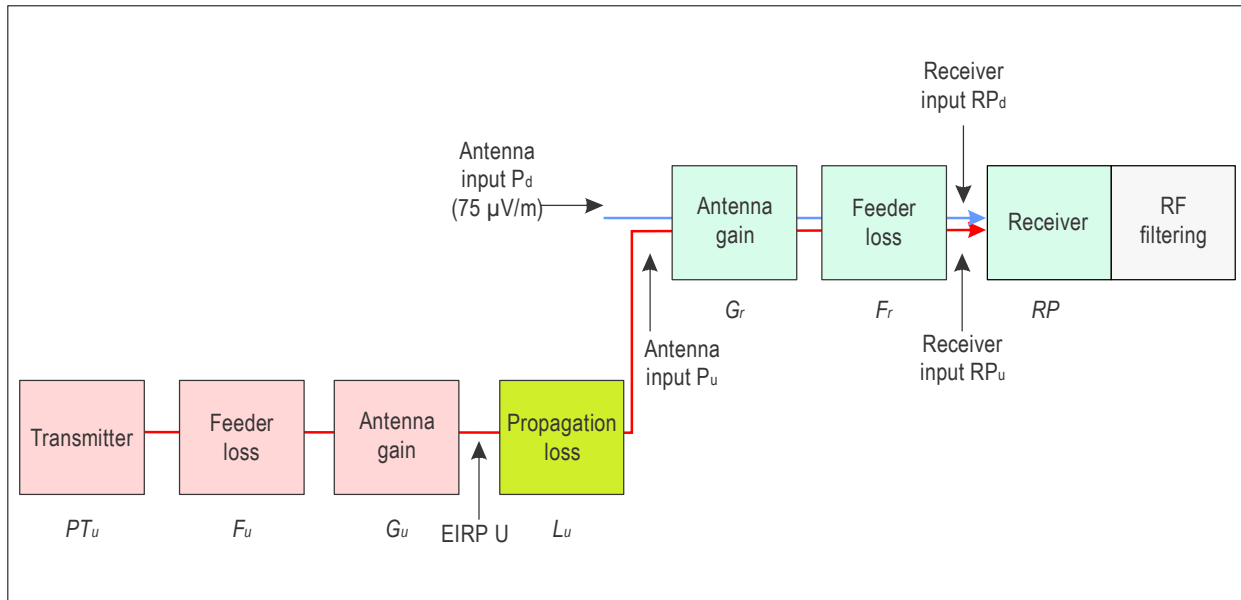 Receiver
input RPd
Antenna
input Pd
(75 µV/m)
Antenna
gain
Feeder
loss
Receiver
RF
filtering
Gr
Fr
RP
Antenna
input Pu
Receiver
input RPu
Transmitter
Feeder
loss
Antenna
gain
Propagation
loss
PTu
Fu
Gu
EIRP U
Lu